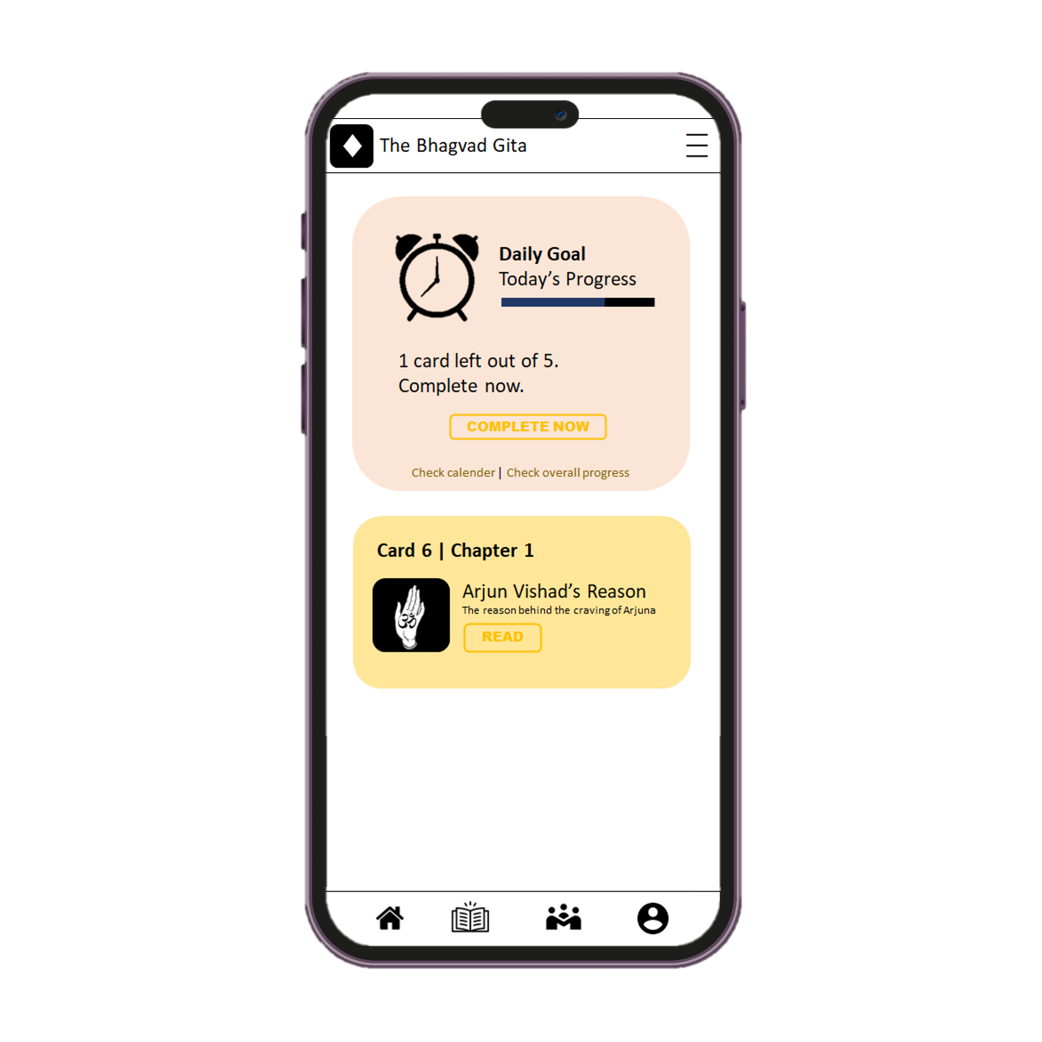 The Bhagvad Gita
Daily Goal
Today’s Progress
1 card left out of 5.
Complete now.
COMPLETE NOW
Check calender | Check overall progress
Card 6 | Chapter 1
Arjun Vishad’s Reason
The reason behind the craving of Arjuna
READ
ॐ